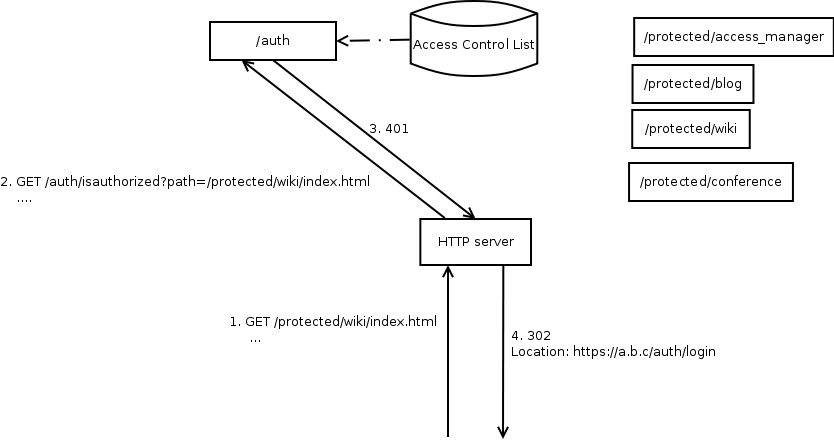 /auth
Access Control List
/protected/access_manager
/protected/blog
/protected/wiki
/protected/conference
3. 401
2. GET /auth/isauthorized?path=/protected/wiki/index.html
....
HTTP server
1. GET /protected/wiki/index.html
...
4. 302
Location: https://a.b.c/auth/login